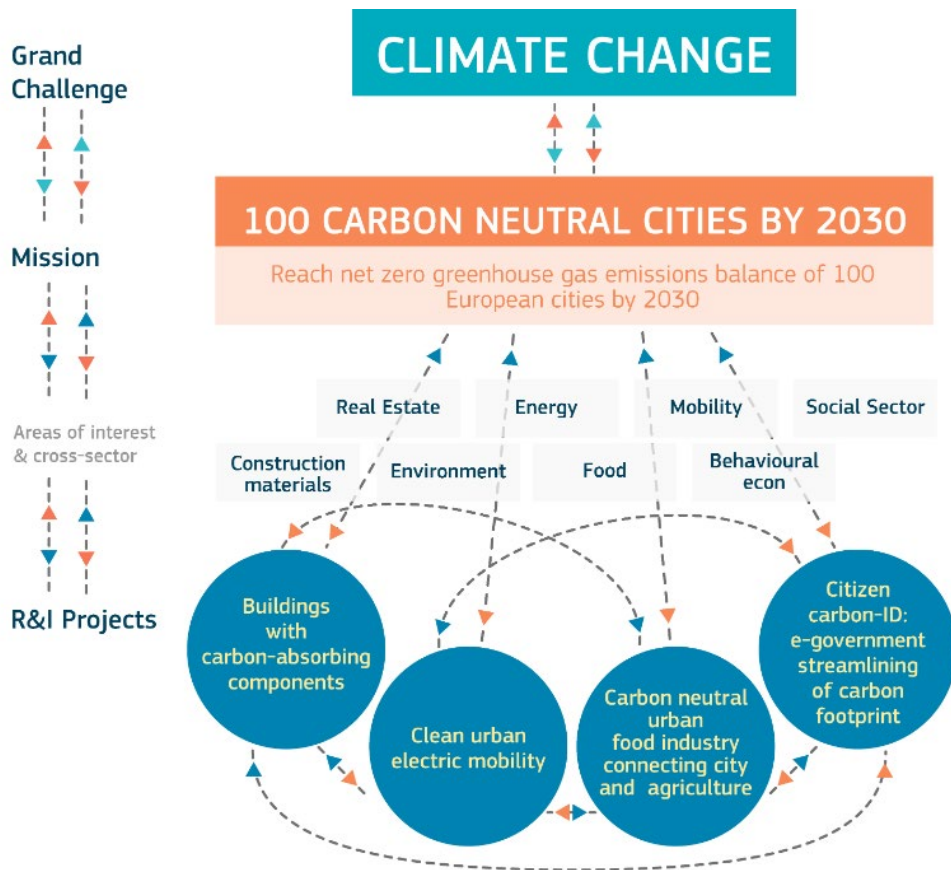 Grand
Challenge
CLIMATE CHANGE
Mission
100 CARBON NEUTRAL CITIES BY 2030
Reach net zero greenhouse gas emissions balance of 100
European cities by 2030
Areas of interest
& cross-sector
Real Estate
Energy
Mobility
Social Sector
Construction
materials
Environment
Food
Behavioural
econ
R&I Projects
Buildings
with
carbon-absorbing
components
Clean urban
electric mobility
Carbon neutral
urban
food industry
connecting city
and agriculture
Citizen
carbon-ID:
e-government
streamlining
of carbon
footprint